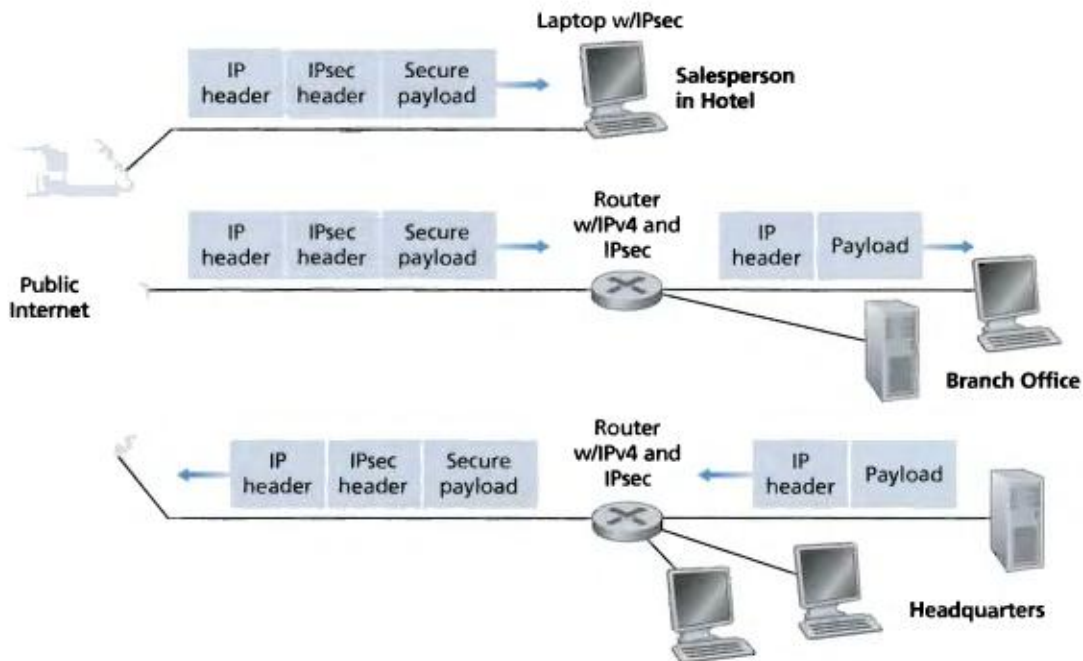 Laptop w/IPsec
IP
header
IPsec
header
Secure
payload
Salesperson
in Hotel
IP
header
IPsec
header
Secure
payload
Router
w/IPv4 and
IPsec
IP
header
Payload
Public
Internet
Branch Office
IP
header
IPsec
header
Secure
payload
Router
w/IPv4 and
IPsec
IP
header
Payload
Headquarters